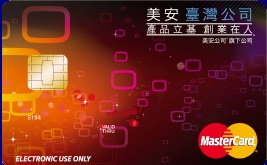 美安 臺灣公司
產品立基 創業在人
美安公司 旗下公司
5194
VALID
THRU
ELECTRONIC USE ONLY
MasterCard